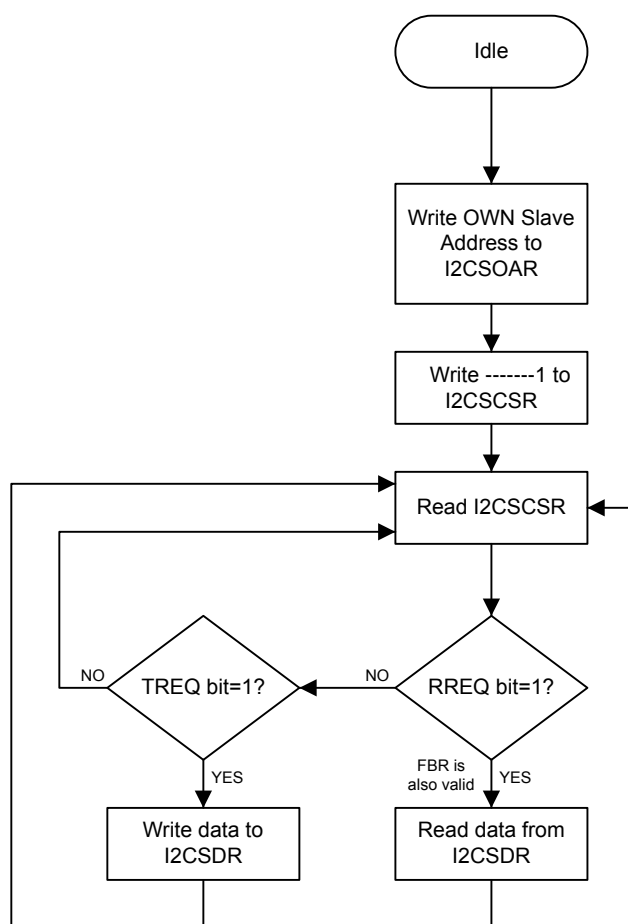 Idle
Write OWN Slave
Address to
I2CSOAR
Write -------1 to
I2CSCSR
Read I2CSCSR
NO
TREQ bit=1?
NO
RREQ bit=1?
YES
FBR is
also valid
YES
Write data to
I2CSDR
Read data from
I2CSDR